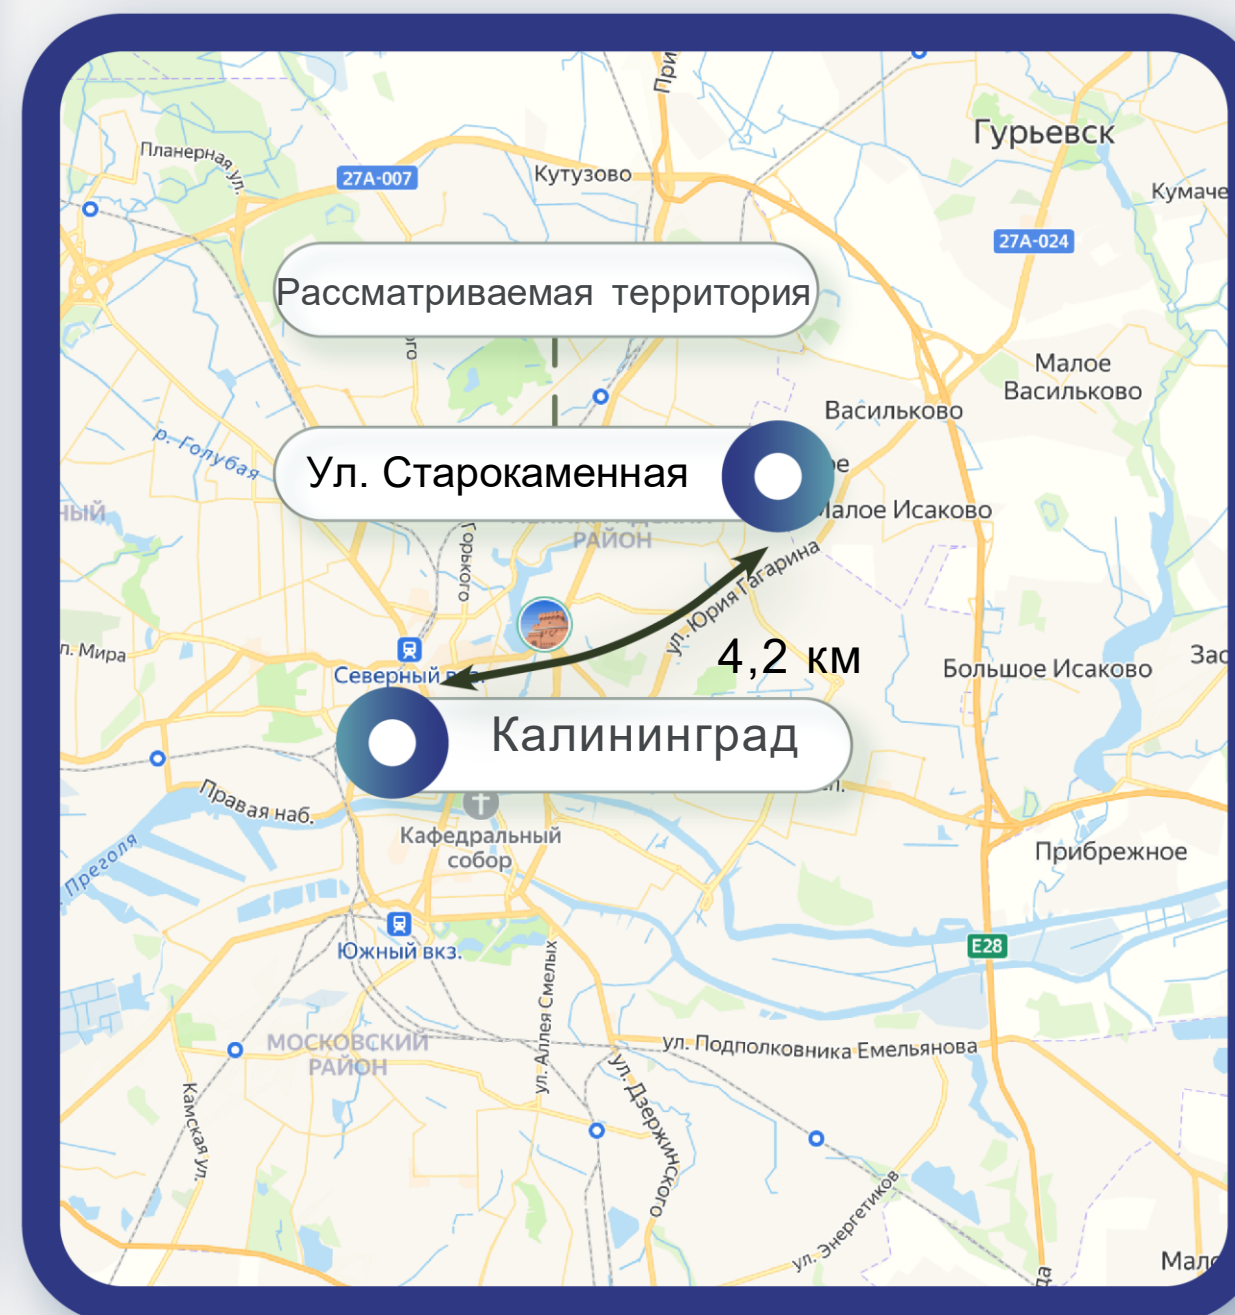 Гурьевск
Планерная ул.
27А-007
Кутузово
27А-024
Рассматриваемая территория
Малое
Васильково
Васильково
р. Голубая
Ул. Старокаменная
РАЙОН
Малое Исаково
Горького
ул. Юрия Гагарина
Мира
4,2 км
Северный вкз.
Большое Исаково
Калининград
Правая наб.
Кафедральный
собор
Преголя
Прибрежное
Южный вкз.
E28
ул. Аллея Смелых
МОСКОВСКИЙ
РАЙОН
ул. Подполковника Емельянова
Камская ул.
ул. Дзержинского
ул. Энергетиков